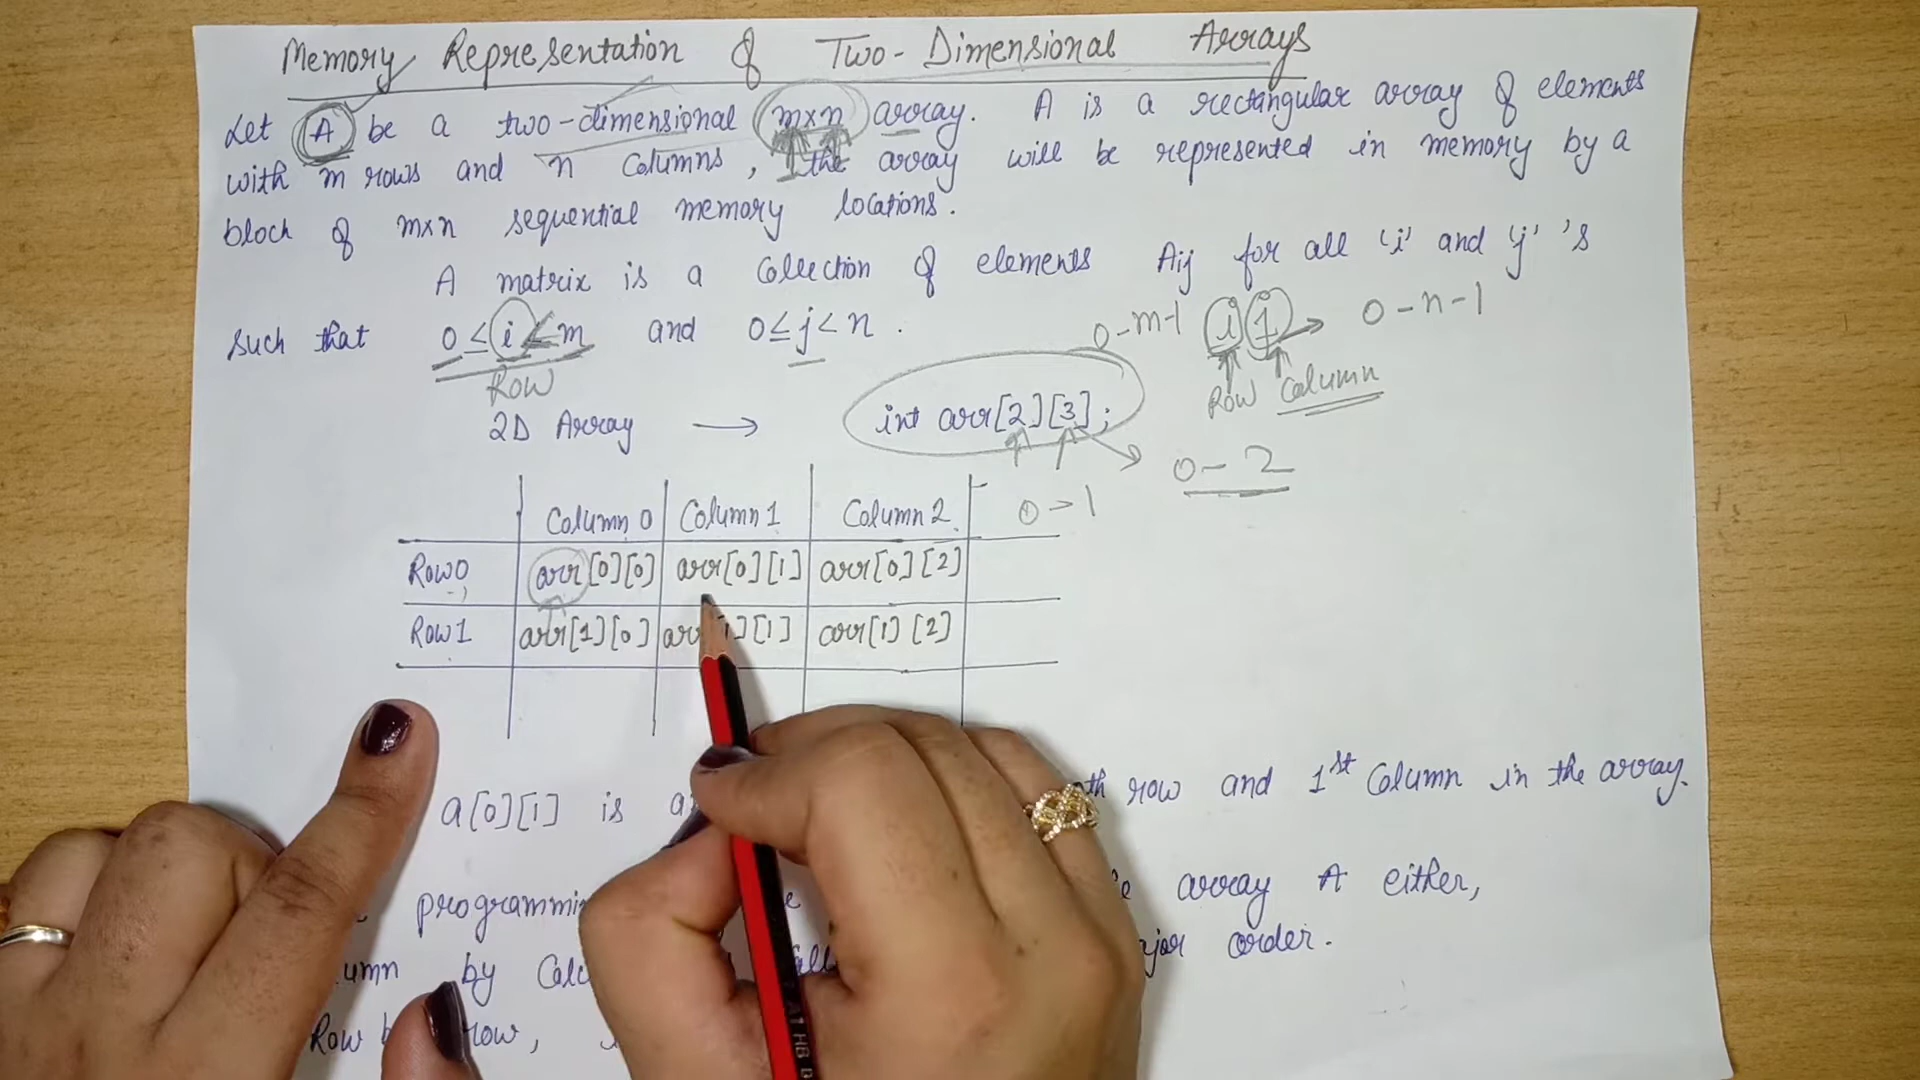 Memory Representation of Two-Dimensional Arrays
Let A be a two-dimensional m×n array. A is a rectangular array of elements
with m rows and n columns, the array will be represented in memory by a
block of m×n sequential memory locations.
A matrix is a collection of elements Aij for all 'i' and 'j' 's
such that 0 ≤ i < m and 0 ≤ j < n .
0-m-1 i j → 0-n-1
Row
Row Column
2D Array → int arr[2][3];
0-2
0-1
Column 0 Column 1 Column 2
Row0 arr[0][0] arr[0][1] arr[0][2]
Row1 arr[1][0] arr[1][1] arr[1][2]
a[0][1] is row and 1st Column in the array.
array A either,
by order.
row,